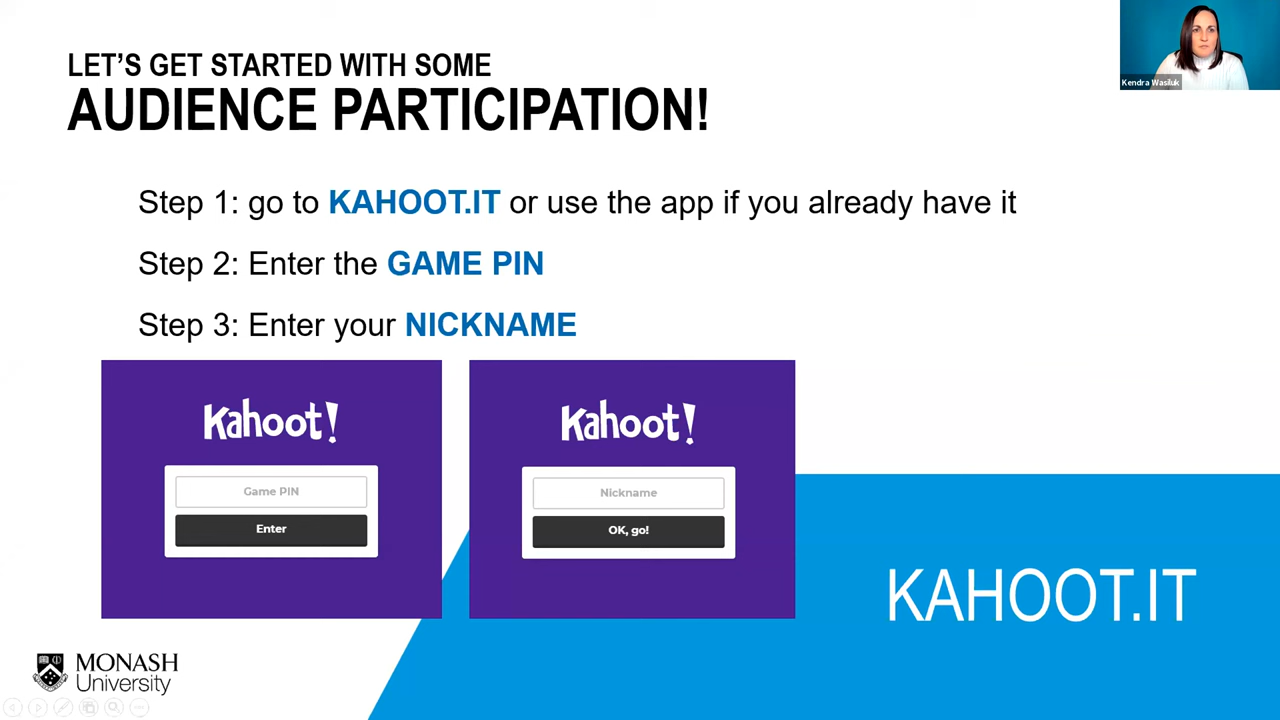 LET'S GET STARTED WITH SOME
AUDIENCE PARTICIPATION!
Kendra Wasiluk
Step 1: go to KAHOOT.IT or use the app if you already have it
Step 2: Enter the GAME PIN
Step 3: Enter your NICKNAME
Kahoot!
Game PIN
Enter
Kahoot!
Nickname
OK, go!
KAHOOT.IT
MONASH
University